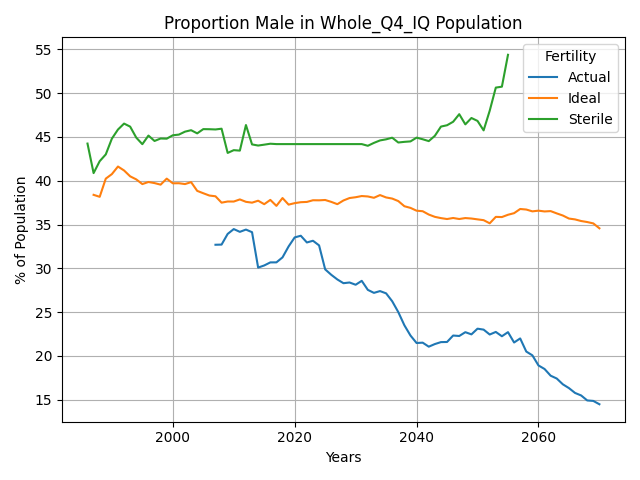 Proportion Male in Whole_Q4_IQ Population
% of Population
55
50
45
40
35
30
25
20
15
Fertility
Actual
Ideal
Sterile
2000
2020
2040
2060
Years